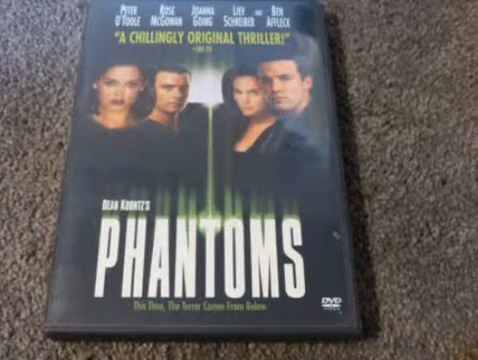 PETER ROSE JOANNA LIEV AND BEN
O'TOOLE McGOWAN GOING SCHREIBER AFFLECK
"A CHILLINGLY ORIGINAL THRILLER!"
DEAN KOONTZ'S
PHANTOMS
This Time, The Terror Comes From Below.
DVD
VIDEO